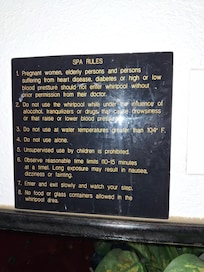 SPA RULES
1. Pregnant women, elderly persons and persons
suffering from heart disease, diabetes or high or low
blood pressure should not enter whirlpool without
prior permission from their doctor.
2. Do not use the whirlpool while under the influence of
alcohol, tranquilizers or drugs that cause drowsiness
or that raise or lower blood pressure.
3. Do not use at water temperatures greater than 104° F.
4. Do not use alone.
5. Unsupervised use by children is prohibited.
6. Observe reasonable time limits (10-15 minutes
at a time). Long exposure may result in nausea,
dizziness or fainting.
7. Enter and exit slowly and watch your step.
8. No food or glass containers allowed in the
whirlpool area.